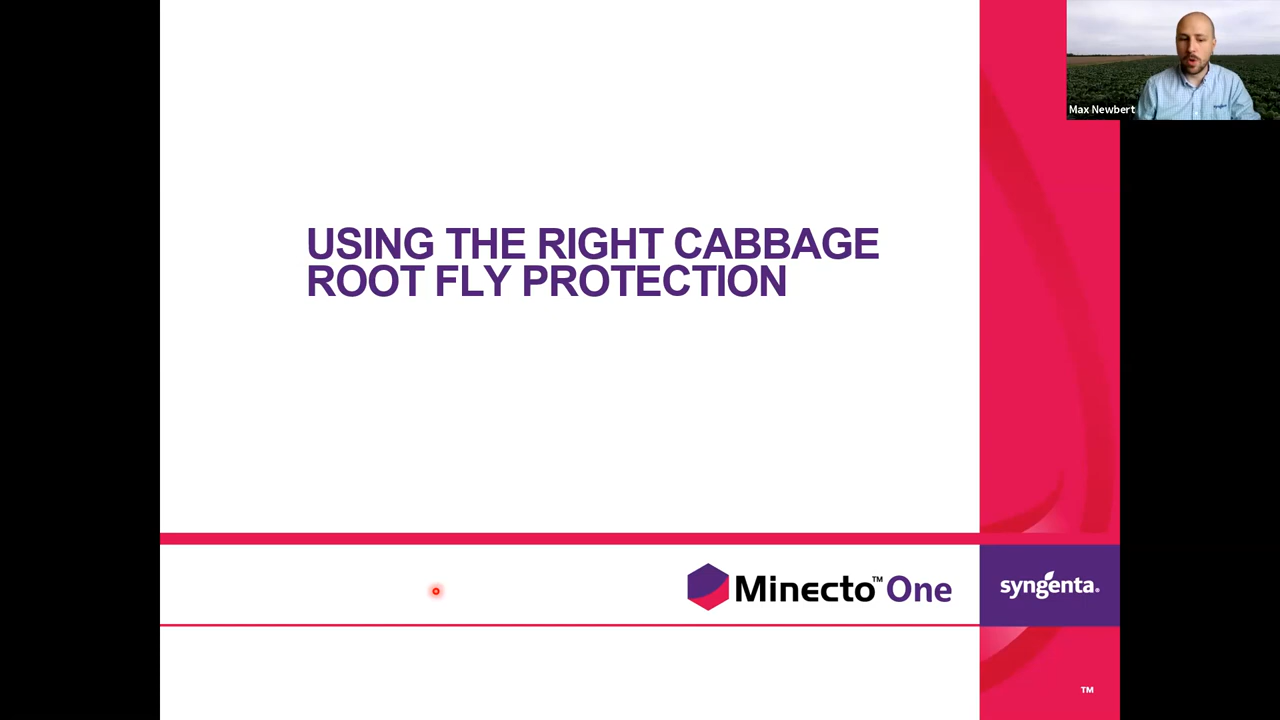 Max Newbert
USING THE RIGHT CABBAGE
ROOT FLY PROTECTION
Minecto™ One
syngenta®
™